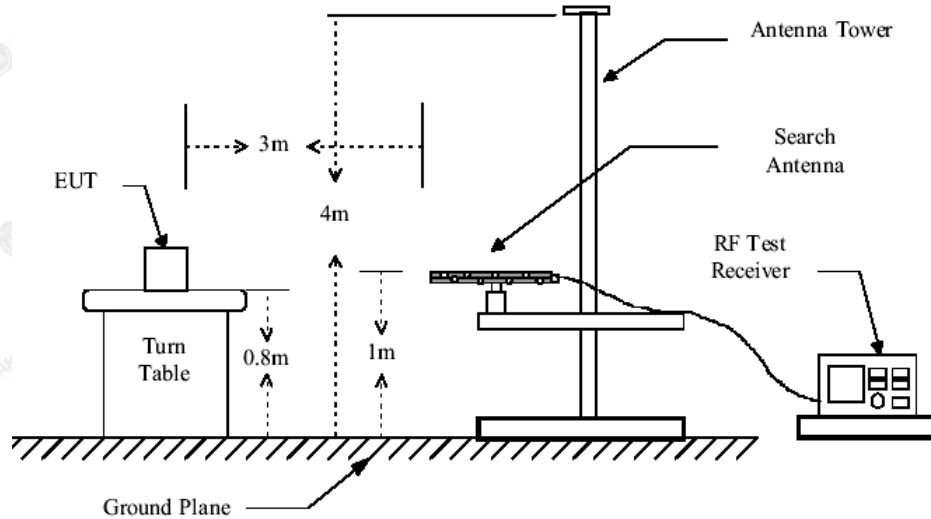 Antenna Tower
3m
Search
Antenna
EUT
4m
RF Test
Receiver
Turn
Table
0.8m
1m
Ground Plane